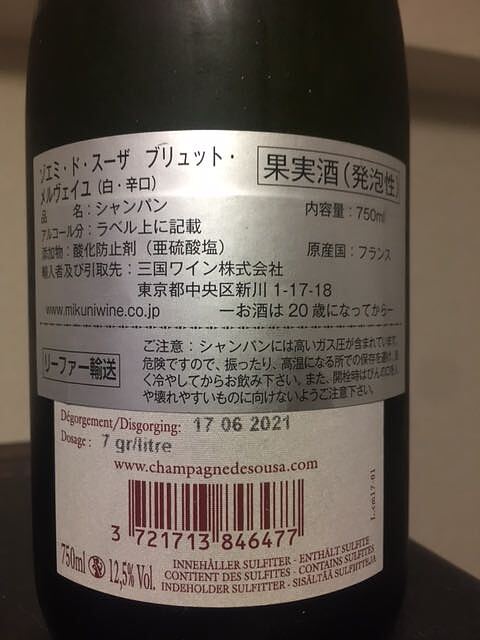 ゾエミ・ド・スーザ ブリュット・
メルヴェイユ（白・辛口）
果実酒（発泡性）
品 名：シャンパン
内容量：750ml
アルコール分：ラベル上に記載
添加物：酸化防止剤（亜硫酸塩）
原産国：フランス
輸入者及び引取先：三国ワイン株式会社
東京都中央区新川 1-17-18
www.mikuniwine.co.jp
―お酒は20歳になってから―
リーファー輸送
ご注意：シャンパンには高いガス圧が含まれています。
危険ですので、振ったり、高温になる所での保存を避け、良
く冷やしてからお飲み下さい。また、開栓時はびんの口を人
や壊れやすいものに向けないようご注意下さい。
Dégorgement/Disgorging: 17 06 2021
Dosage : 7 gr/litre
www.champagnedesousa.com
3 721713 846477
L.cm17-01
750ml 12,5% Vol.
INNEHÅLLER SULFITER - ENTHÄLT SULFITE
CONTIENT DES SULFITES - CONTAINS SULFITES
INDEHOLDER SULFITTER - SISÄLTÄÄ SULFIITTEJA